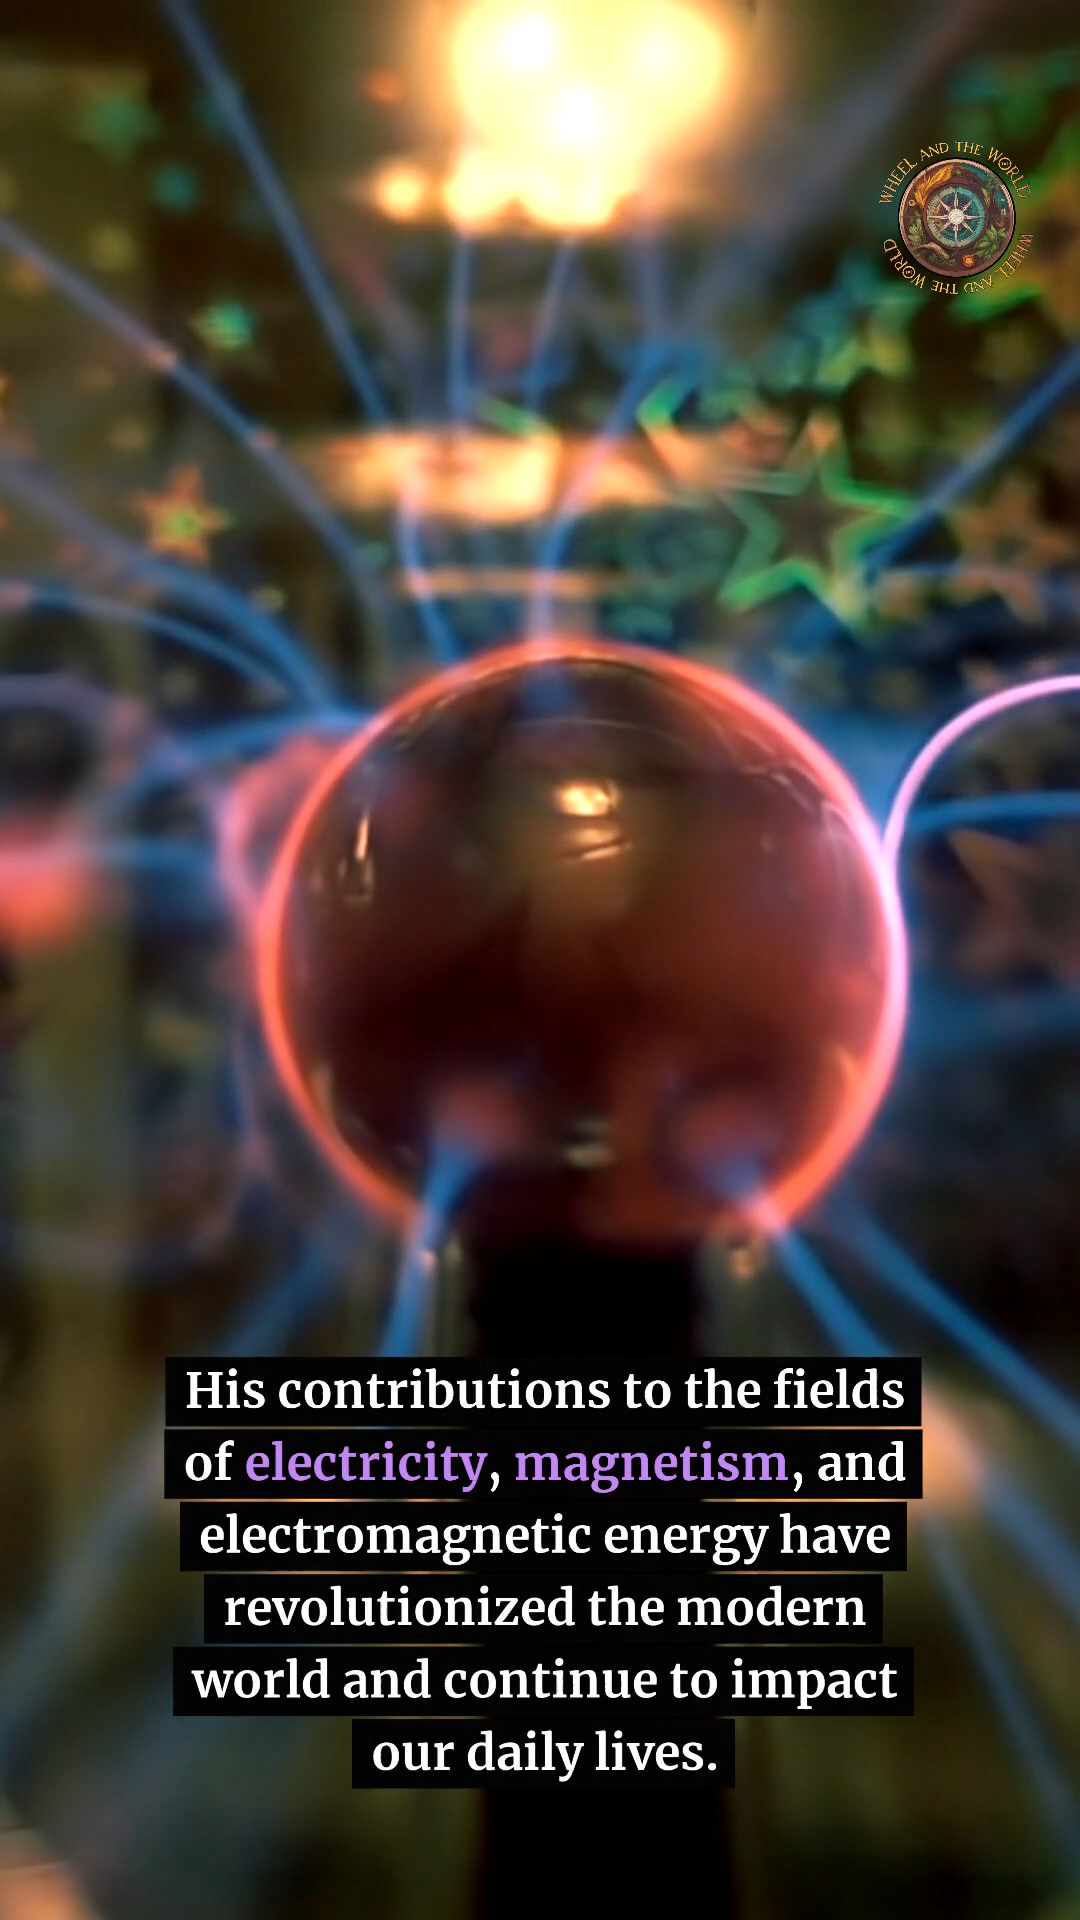 WHEEL AND THE WORLD
WHEEL AND THE WORLD
His contributions to the fields
of electricity, magnetism, and
electromagnetic energy have
revolutionized the modern
world and continue to impact
our daily lives.